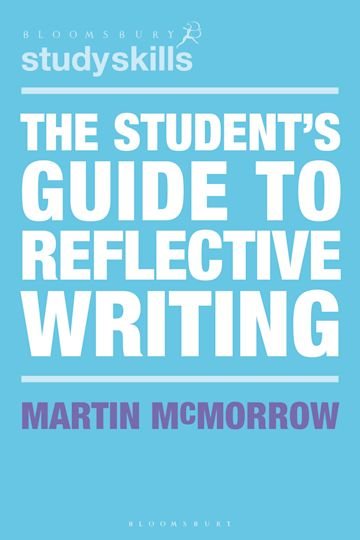 BLOOMSBURY
studyskills
THE STUDENT'S
GUIDE TO
REFLECTIVE
WRITING
MARTIN McMORROW
BLOOMSBURY